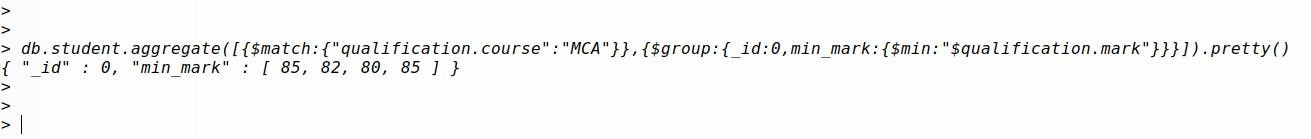 >
>
> db.student.aggregate([{$match:{"qualification.course":"MCA"}},{$group:{_id:0,min_mark:{$min:"$qualification.mark"}}}]).pretty()
{ "_id" : 0, "min_mark" : [ 85, 82, 80, 85 ] }
>
>
>